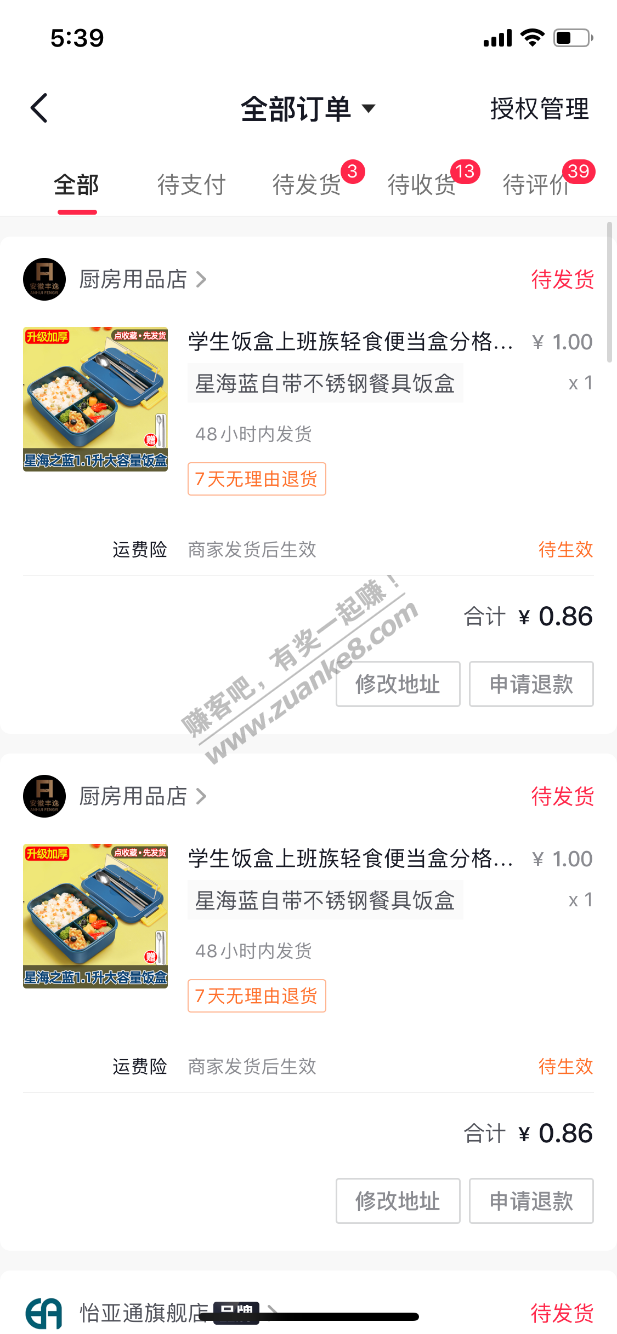 5:39
全部订单
授权管理
全部
待支付
待发货
3
待收货
13
待评价
39
厨房用品店
待发货
升级加厚
点收藏·先发货
赠
星海之蓝1.1升大容量饭盒
学生饭盒上班族轻食便当盒分格...
¥ 1.00
星海蓝自带不锈钢餐具饭盒
x 1
48小时内发货
7天无理由退货
运费险
商家发货后生效
待生效
合计 ¥ 0.86
修改地址
申请退款
赚客吧，有奖一起赚！
www.zuanke8.com
厨房用品店
待发货
升级加厚
点收藏·先发货
赠
星海之蓝1.1升大容量饭盒
学生饭盒上班族轻食便当盒分格...
¥ 1.00
星海蓝自带不锈钢餐具饭盒
x 1
48小时内发货
7天无理由退货
运费险
商家发货后生效
待生效
合计 ¥ 0.86
修改地址
申请退款
怡亚通旗舰店
品牌
待发货